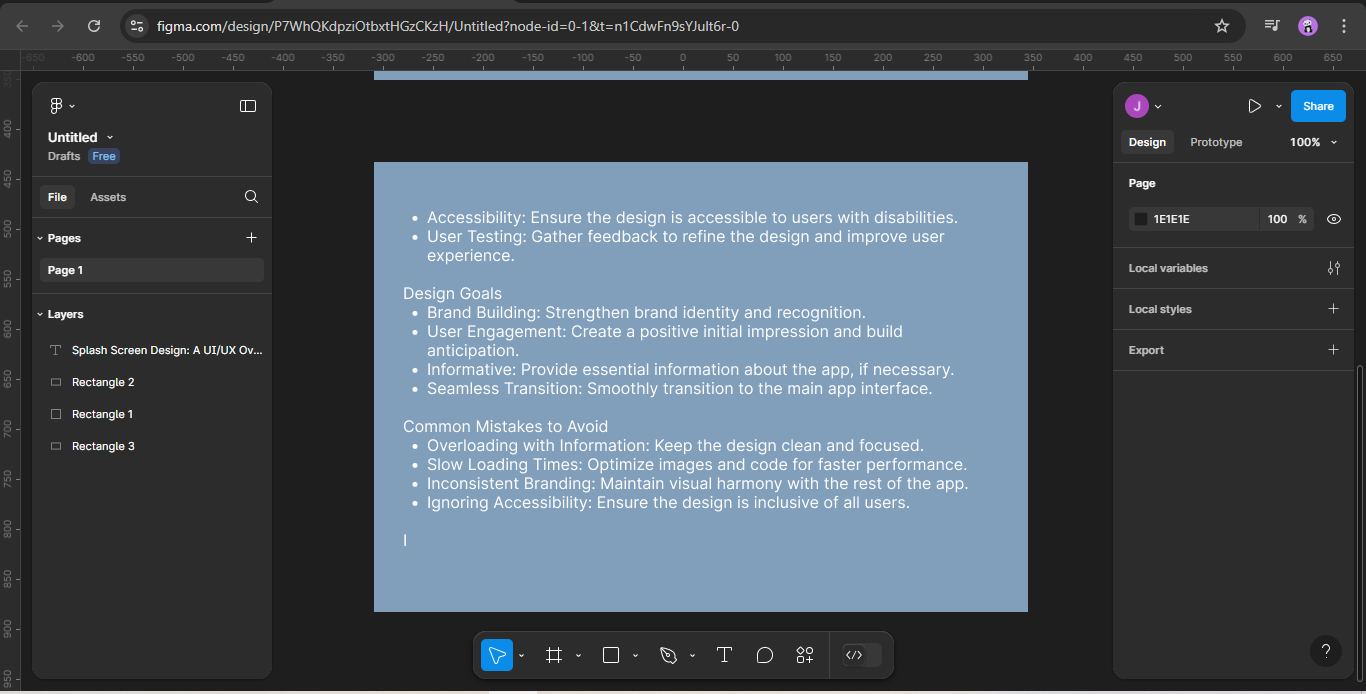 figma.com/design/P7WhQKdpziOtbxtHGzCKzH/Untitled?node-id=0-1&t=n1CdwFn9sYJult6r-0
-650 -600 -550 -500 -450 -400 -350 -300 -250 -200 -150 -100 -50 0 50 100 150 200 250 300 350 400 450 500 550 600 650
350
400
450
500
550
600
650
700
750
800
850
900
950
Untitled
Drafts Free
File Assets
Pages
Page 1
Layers
Splash Screen Design: A UI/UX Ov...
Rectangle 2
Rectangle 1
Rectangle 3
• Accessibility: Ensure the design is accessible to users with disabilities.
• User Testing: Gather feedback to refine the design and improve user
experience.
Design Goals
• Brand Building: Strengthen brand identity and recognition.
• User Engagement: Create a positive initial impression and build
anticipation.
• Informative: Provide essential information about the app, if necessary.
• Seamless Transition: Smoothly transition to the main app interface.
Common Mistakes to Avoid
• Overloading with Information: Keep the design clean and focused.
• Slow Loading Times: Optimize images and code for faster performance.
• Inconsistent Branding: Maintain visual harmony with the rest of the app.
• Ignoring Accessibility: Ensure the design is inclusive of all users.
I
J
Share
Design Prototype 100%
Page
1E1E1E 100 %
Local variables
Local styles
Export
?